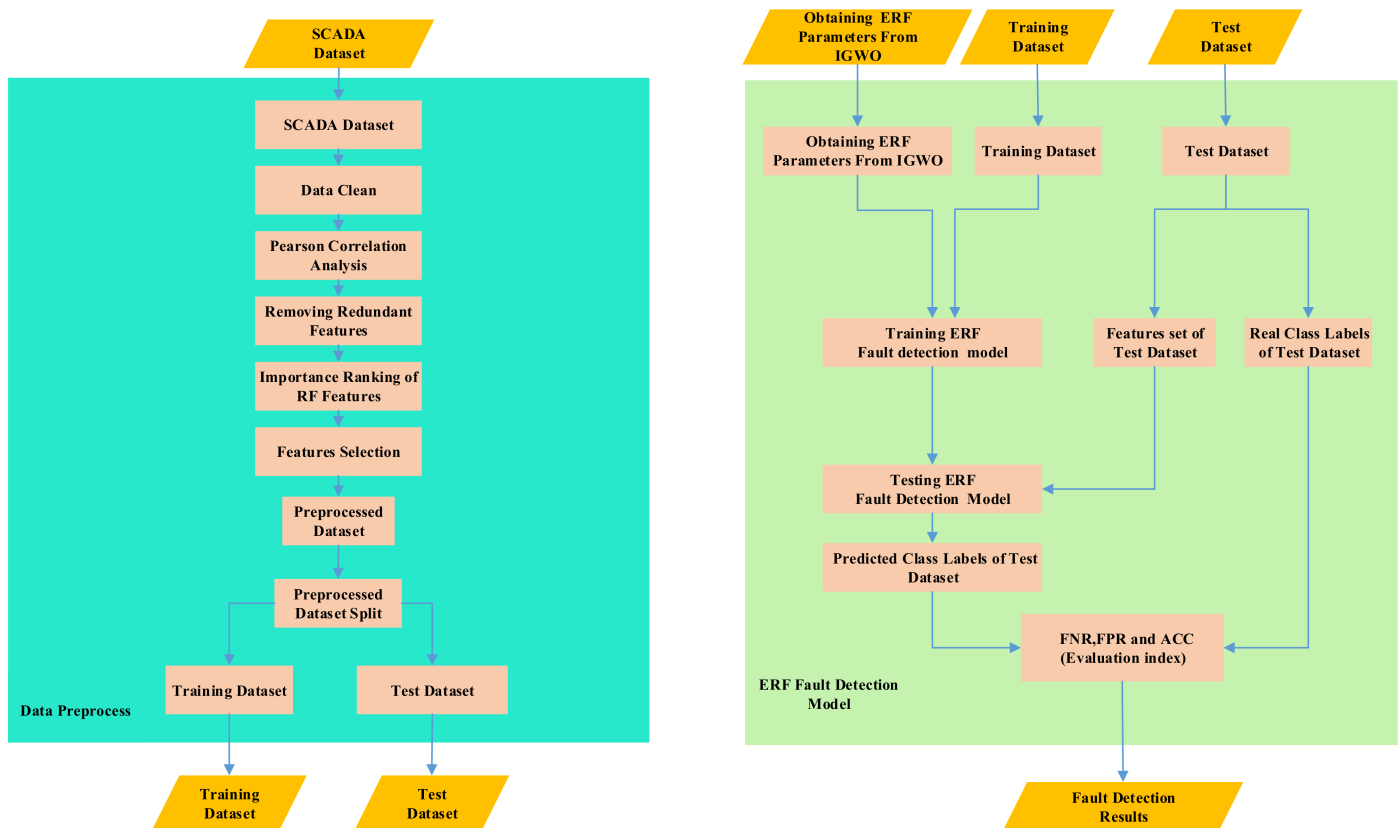 SCADA
Dataset
SCADA Dataset
Data Clean
Pearson Correlation
Analysis
Removing Redundant
Features
Importance Ranking of
RF Features
Features Selection
Preprocessed
Dataset
Preprocessed
Dataset Split
Training Dataset
Test Dataset
Data Preprocess
Training
Dataset
Test
Dataset
Obtaining ERF
Parameters From
IGWO
Training
Dataset
Test
Dataset
Obtaining ERF
Parameters From IGWO
Training Dataset
Test Dataset
Training ERF
Fault detection model
Features set of
Test Dataset
Real Class Labels
of Test Dataset
Testing ERF
Fault Detection Model
Predicted Class Labels of Test
Dataset
FNR,FPR and ACC
(Evaluation index)
ERF Fault Detection
Model
Fault Detection
Results